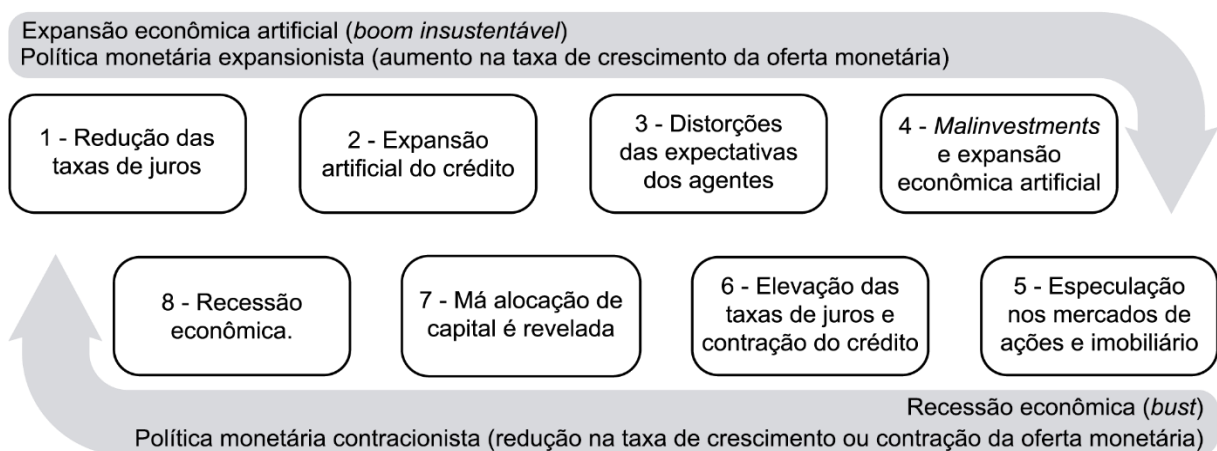 Expansão econômica artificial (boom insustentável)
Política monetária expansionista (aumento na taxa de crescimento da oferta monetária)
1 - Redução das
taxas de juros
2 - Expansão
artificial do crédito
3 - Distorções
das expectativas
dos agentes
4 - Malinvestments
e expansão
econômica artificial
5 - Especulação
nos mercados de
ações e imobiliário
6 - Elevação das
taxas de juros e
contração do crédito
7 - Má alocação de
capital é revelada
8 - Recessão
econômica.
Recessão econômica (bust)
Política monetária contracionista (redução na taxa de crescimento ou contração da oferta monetária)